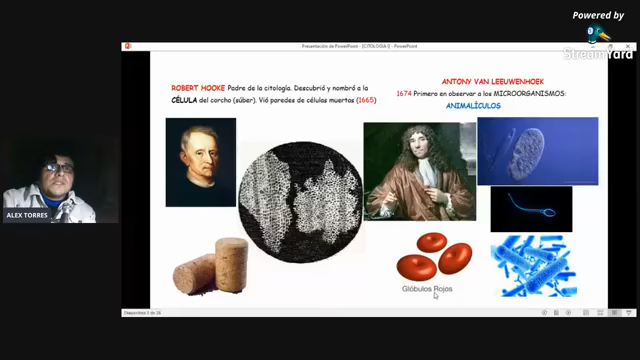 Powered by
StreamYard
Presentación de PowerPoint - [CITOLOGIA I] - PowerPoint
ROBERT HOOKE Padre de la citología. Descubrió y nombró a la
CÉLULA del corcho (súber). Vió paredes de células muertas (1665)
ANTONY VAN LEEUWENHOEK
1674 Primero en observar a los MICROORGANISMOS:
ANIMALÍCULOS
ALEX TORRES
Glóbulos Rojos